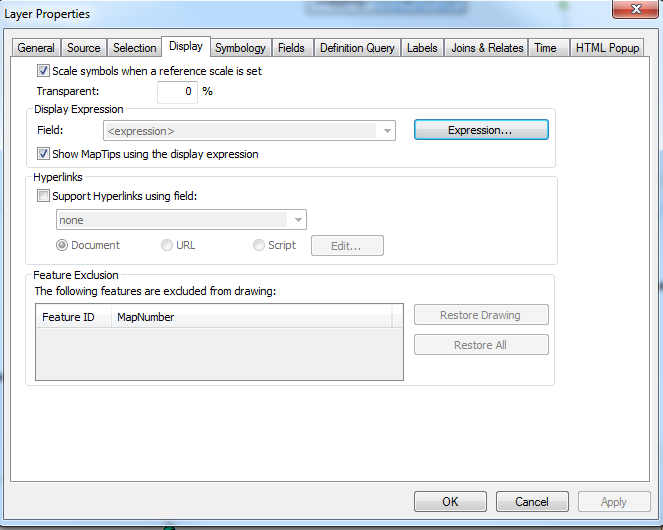 Layer Properties
General Source Selection Display Symbology Fields Definition Query Labels Joins & Relates Time HTML Popup
Scale symbols when a reference scale is set
Transparent: 0 %
Display Expression
Field: <expression> Expression...
Show MapTips using the display expression
Hyperlinks
Support Hyperlinks using field:
none
Document URL Script Edit...
Feature Exclusion
The following features are excluded from drawing:
Feature ID MapNumber Restore Drawing
Restore All
OK Cancel Apply